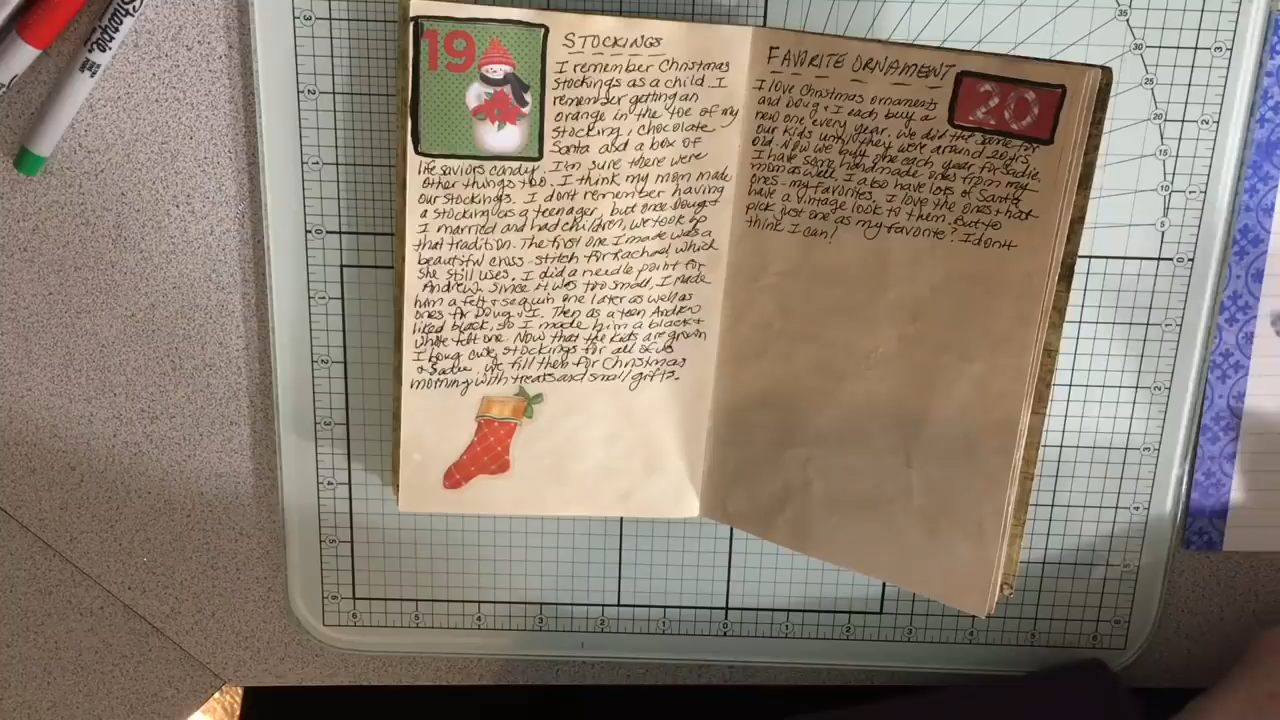 Sharpie
19
STOCKINGS
I remember Christmas
stockings as a child. I
remember getting an
orange in the toe of my
stocking, chocolate
Santa and a box of
lifesaviors candy. I'm sure there were
other things too. I think my mom made
our stockings. I don't remember having
a stocking as a teenager, but once Doug &
I married and had children, we took up
that tradition. The first one I made was a
beautiful cross-stitch for Rachael which
she still uses. I did a needle point for
Andrew. Since it was too small, I made
him a felt & sequin one later as well as
ones for Doug & I. Then as a teen Andrew
liked black, so I made him a black &
white felt one. Now that the kids are grown
I boug cute stockings for all of us
& Sadie. We fill them for Christmas
morning with treats and small gifts.
FAVORITE ORNAMENT
20
I love Christmas ornaments
and Doug & I each buy a
new one every year. We did the same for
our kids until they were around 20 yrs.
old. Now we buy one each year for Sadie.
I have some handmade ones from my
mom as well. I also have lots of Santa
ones - my favorites. I love the ones that
have a vintage look to them. But to
pick just one as my favorite? I don't
think I can!